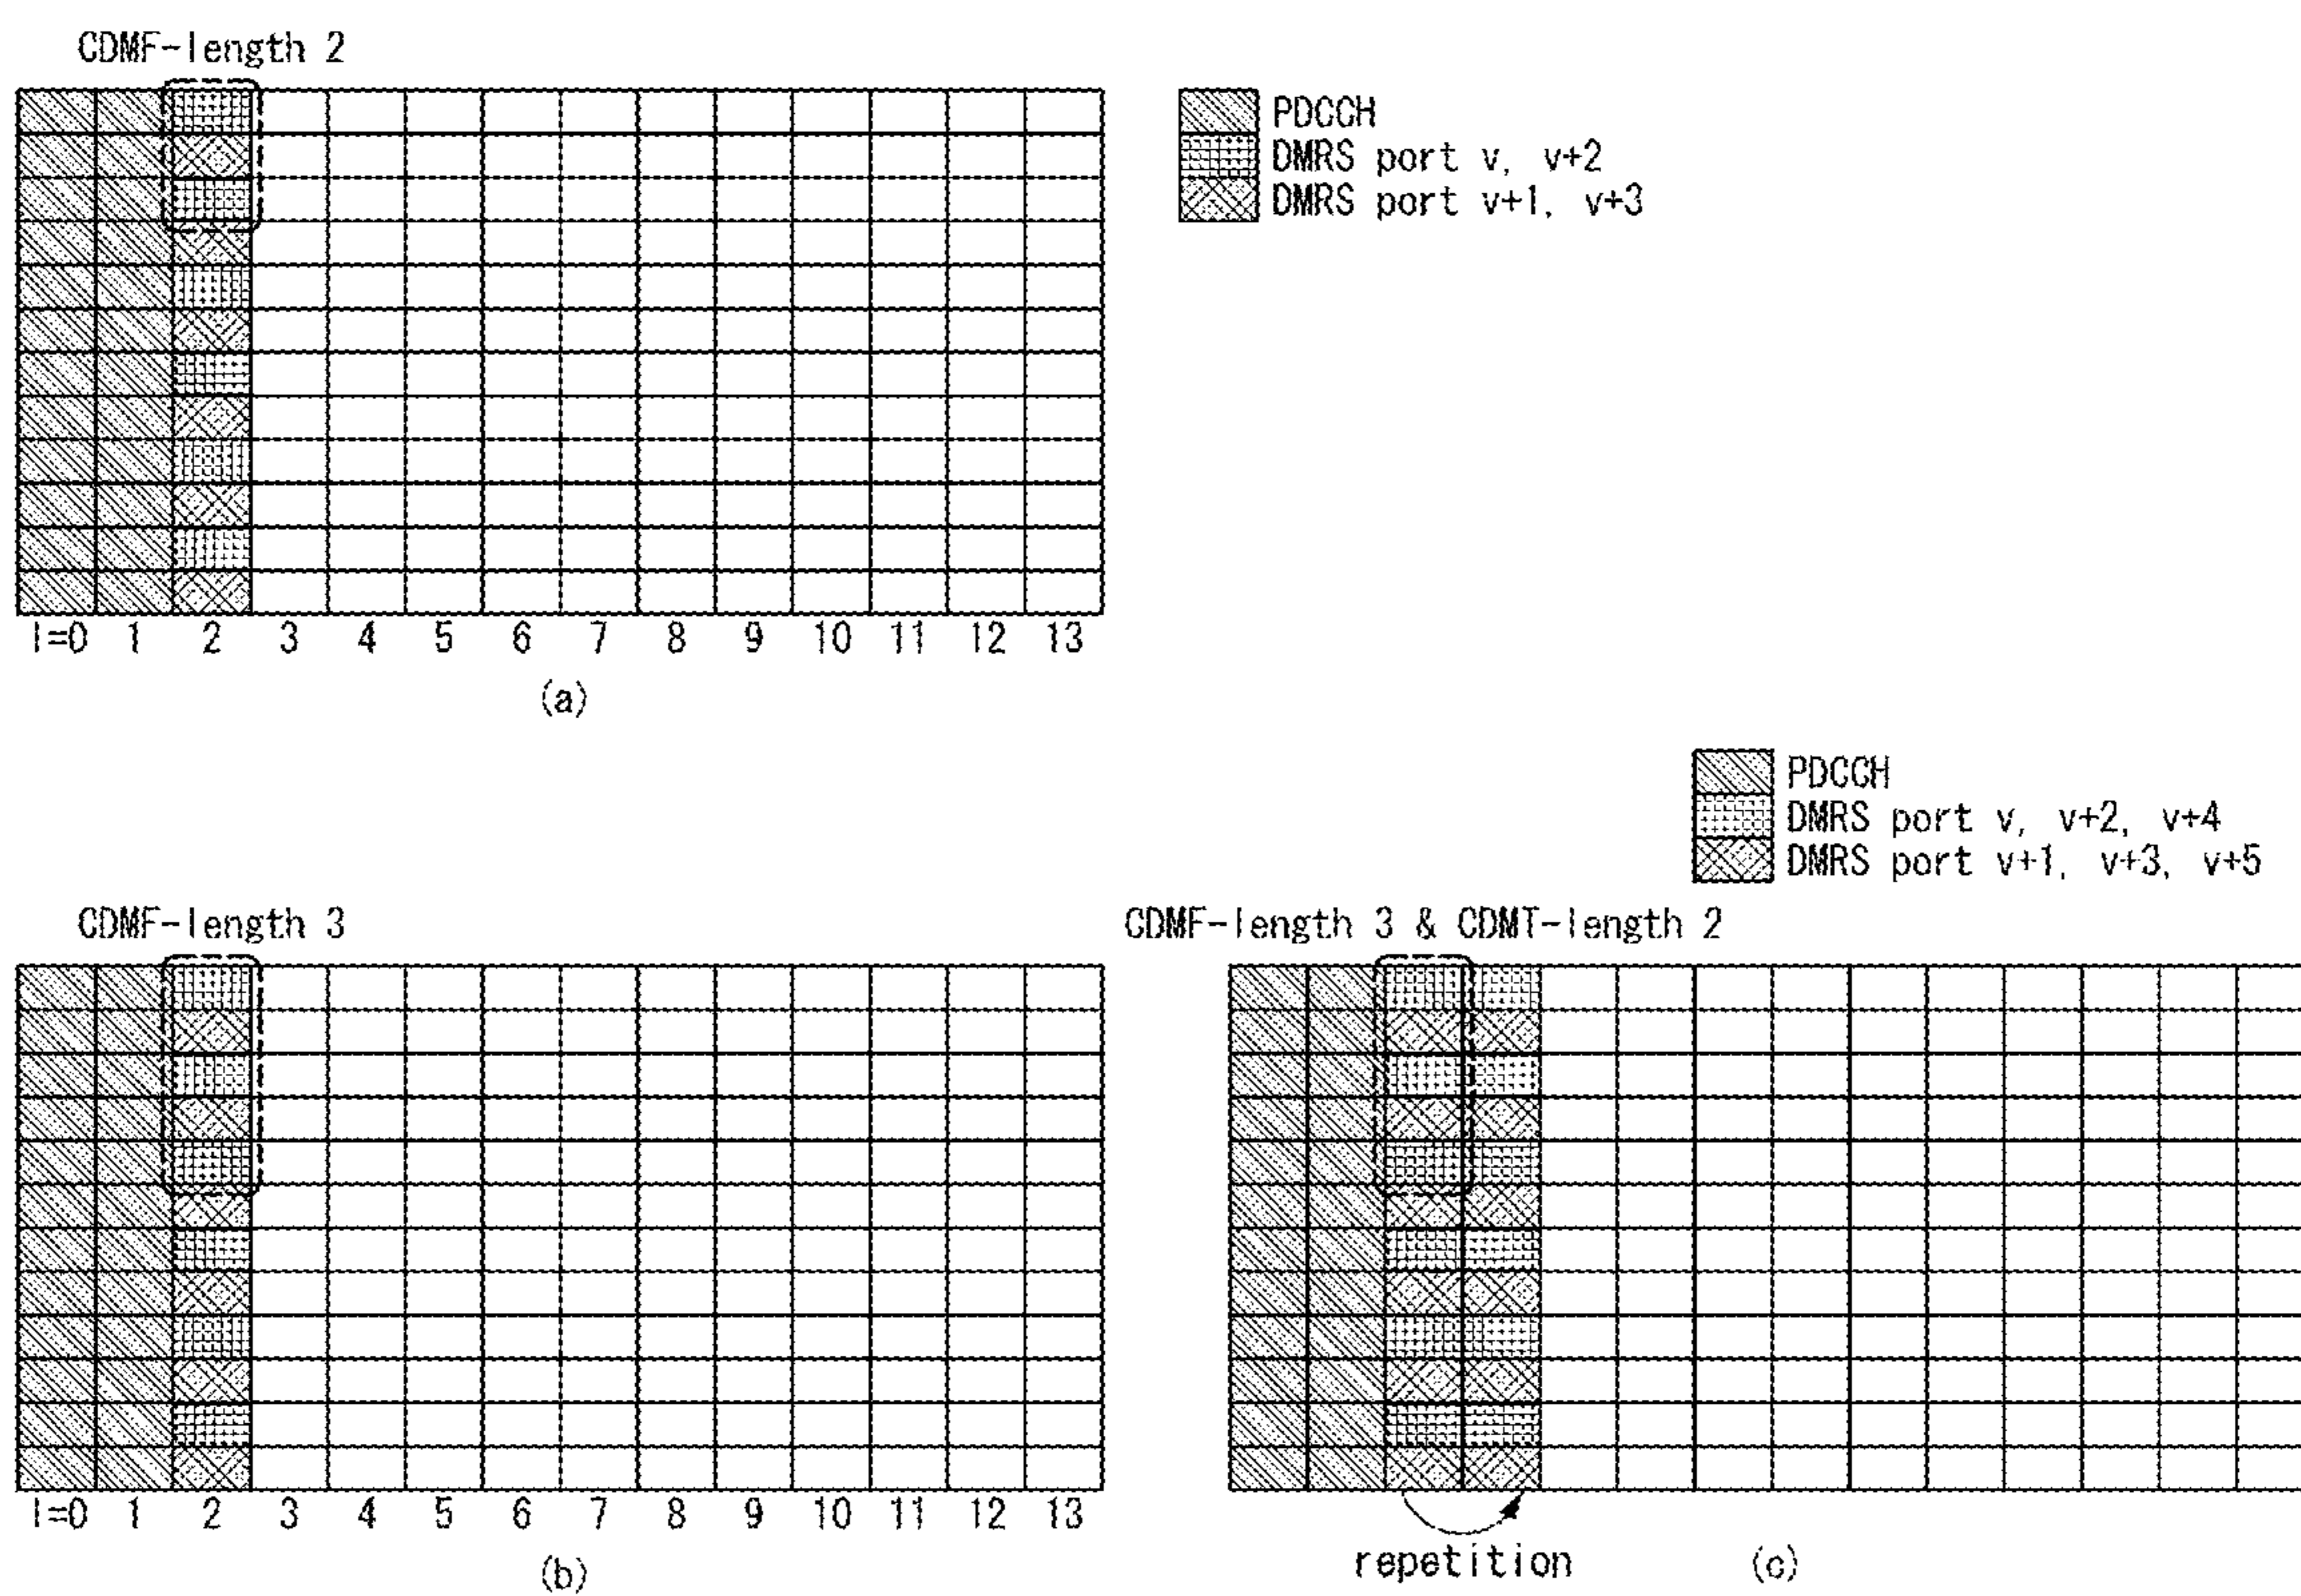 CDMF-length 2
PDCCH
DMRS port v, v+2
DMRS port v+1, v+3
l=0 1 2 3 4 5 6 7 8 9 10 11 12 13
(a)
PDCCH
DMRS port v, v+2, v+4
DMRS port v+1, v+3, v+5
CDMF-length 3
CDMF-length 3 & CDMT-length 2
l=0 1 2 3 4 5 6 7 8 9 10 11 12 13
repetition
(b)
(c)